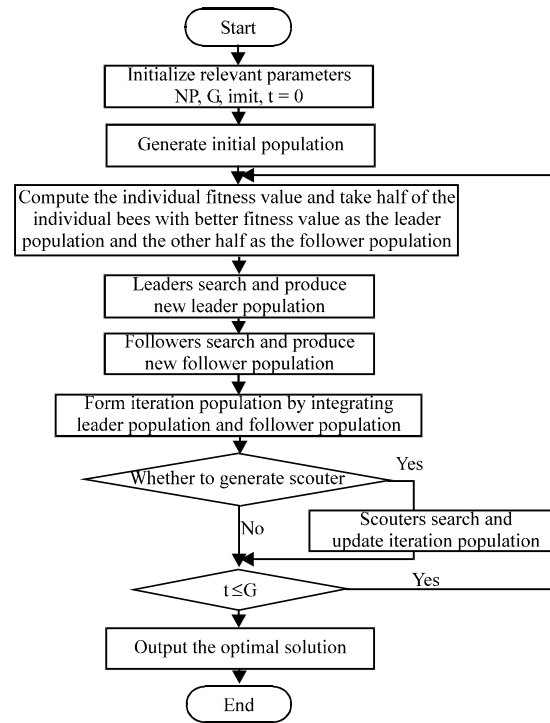 Start
Initialize relevant parameters
NP, G, imit, t = 0
Generate initial population
Compute the individual fitness value and take half of the
individual bees with better fitness value as the leader
population and the other half as the follower population
Leaders search and produce
new leader population
Followers search and produce
new follower population
Form iteration population by integrating
leader population and follower population
Whether to generate scouter
Yes
No
Scouters search and
update iteration population
t ≤G
Yes
Output the optimal solution
End